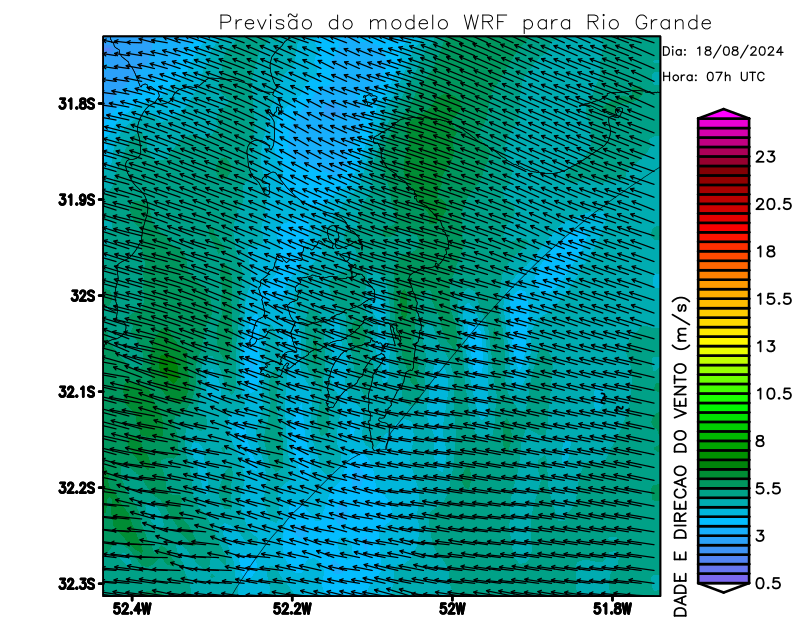 Previsão do modelo WRF para Rio Grande
Dia: 18/08/2024
Hora: 07h UTC
31.8S
31.9S
32S
32.1S
32.2S
32.3S
52.4W
52.2W
52W
51.8W
23
20.5
18
15.5
13
10.5
8
5.5
3
0.5
DADE E DIRECAO DO VENTO (m/s)